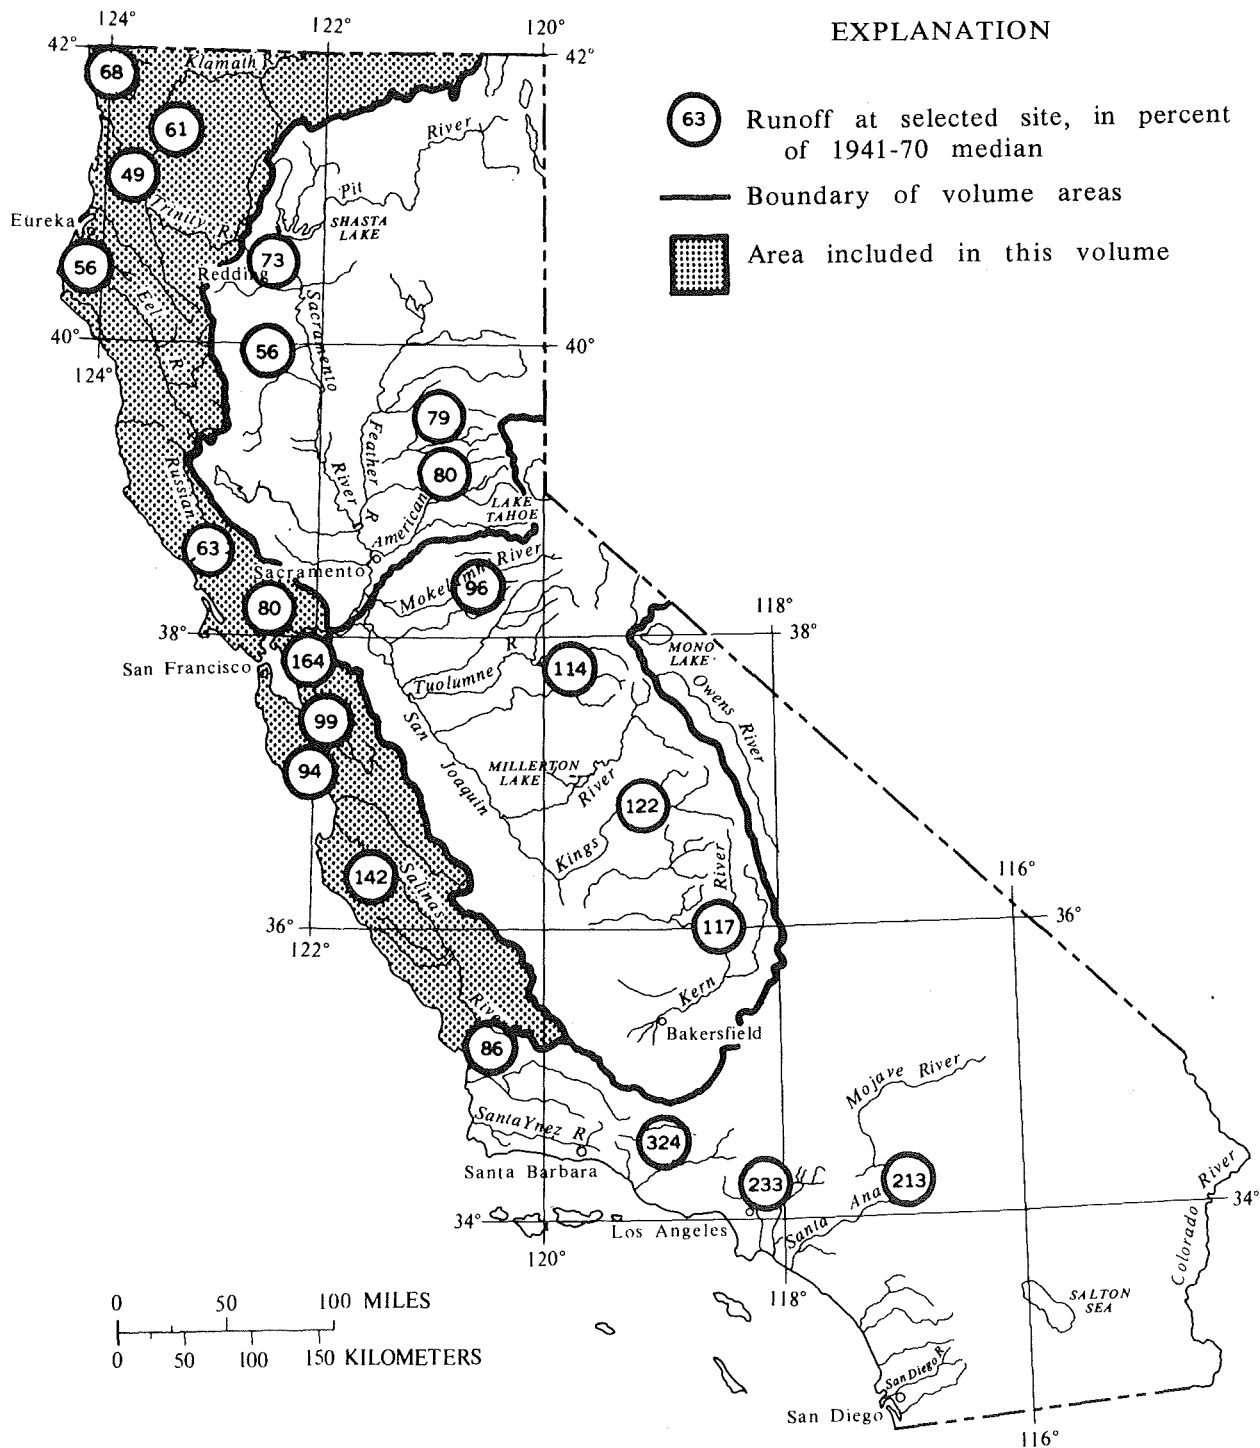 EXPLANATION
63 Runoff at selected site, in percent
of 1941-70 median
Boundary of volume areas
Area included in this volume
124° 122° 120°
42° 42°
68
Klamath R
61
River
49
Pit
Trinity R
SHASTA
LAKE
Eureka
56
Redding
73
Eel
R
Sacramento
River
40° 40°
124°
56
79
Feather
R
80
American
LAKE
TAHOE
Russian
63
Sacramento
Mokelumne River
96
80
118°
38° 38°
San Francisco
164
MONO
LAKE
Tuolumne R
114
Owens River
99
San
Joaquin
94
MILLERTON
LAKE
River
122
Kings
142
Salinas
River
River
116°
36° 36°
122°
117
Kern
Bakersfield
86
Mojave River
Santa Ynez R
324
Santa Barbara
233
213
Santa Ana
River
Colorado
34° 34°
Los Angeles
120°
118°
0 50 100 MILES
0 50 100 150 KILOMETERS
SALTON
SEA
San Diego R
San Diego
116°